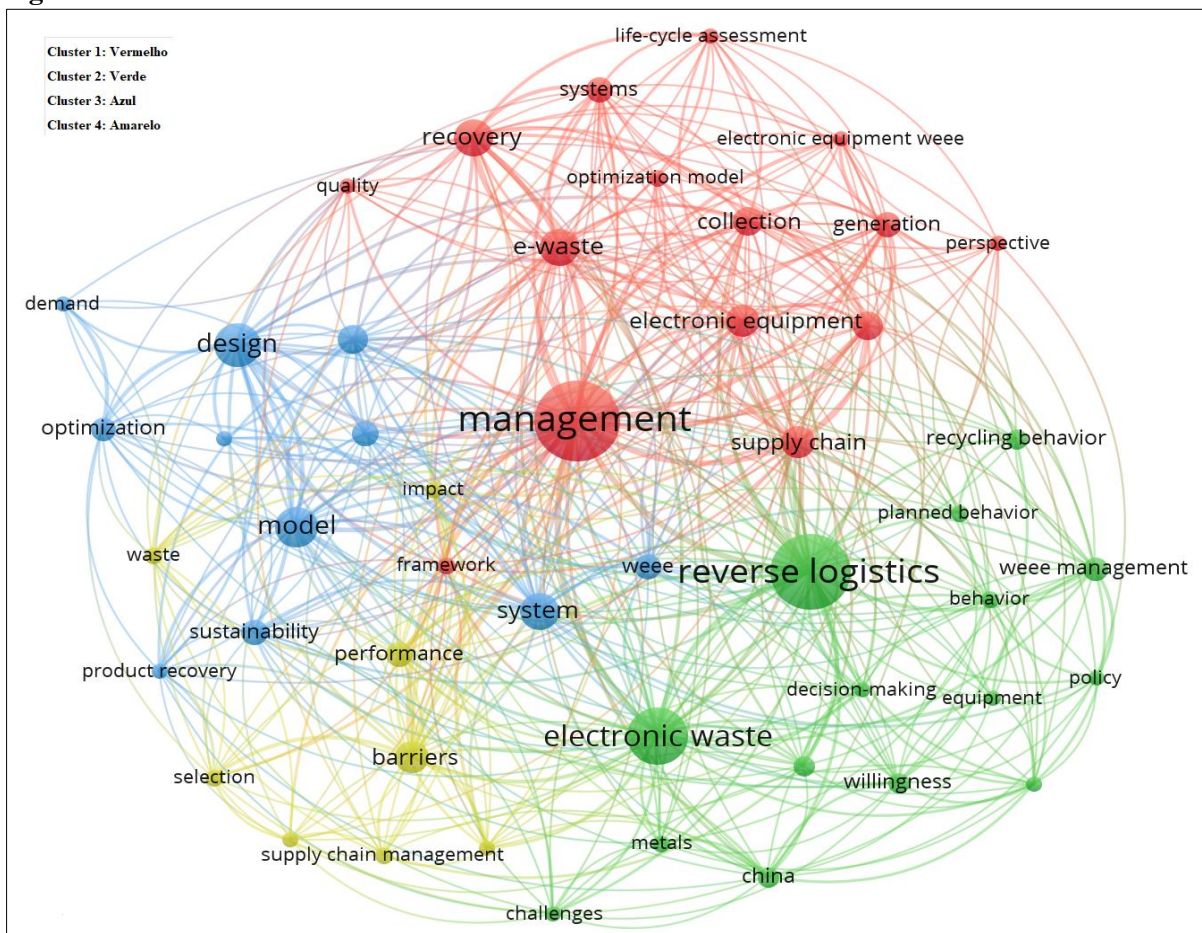 Cluster 1: Vermelho
Cluster 2: Verde
Cluster 3: Azul
Cluster 4: Amarelo
life-cycle assessment
systems
recovery
electronic equipment weee
optimization model
quality
collection
generation
e-waste
perspective
demand
electronic equipment
design
management
optimization
supply chain
recycling behavior
impact
planned behavior
model
waste
framework
weee
reverse logistics
weee management
behavior
system
sustainability
performance
product recovery
decision-making
equipment
policy
electronic waste
barriers
selection
willingness
metals
supply chain management
china
challenges